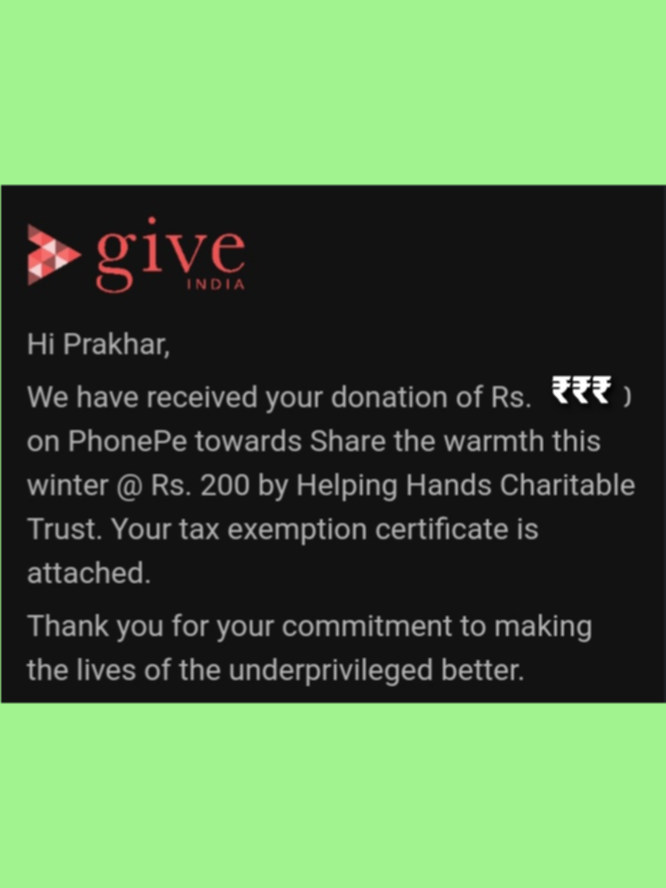 give
INDIA
Hi Prakhar,
We have received your donation of Rs. ₹₹₹ )
on PhonePe towards Share the warmth this
winter @ Rs. 200 by Helping Hands Charitable
Trust. Your tax exemption certificate is
attached.
Thank you for your commitment to making
the lives of the underprivileged better.